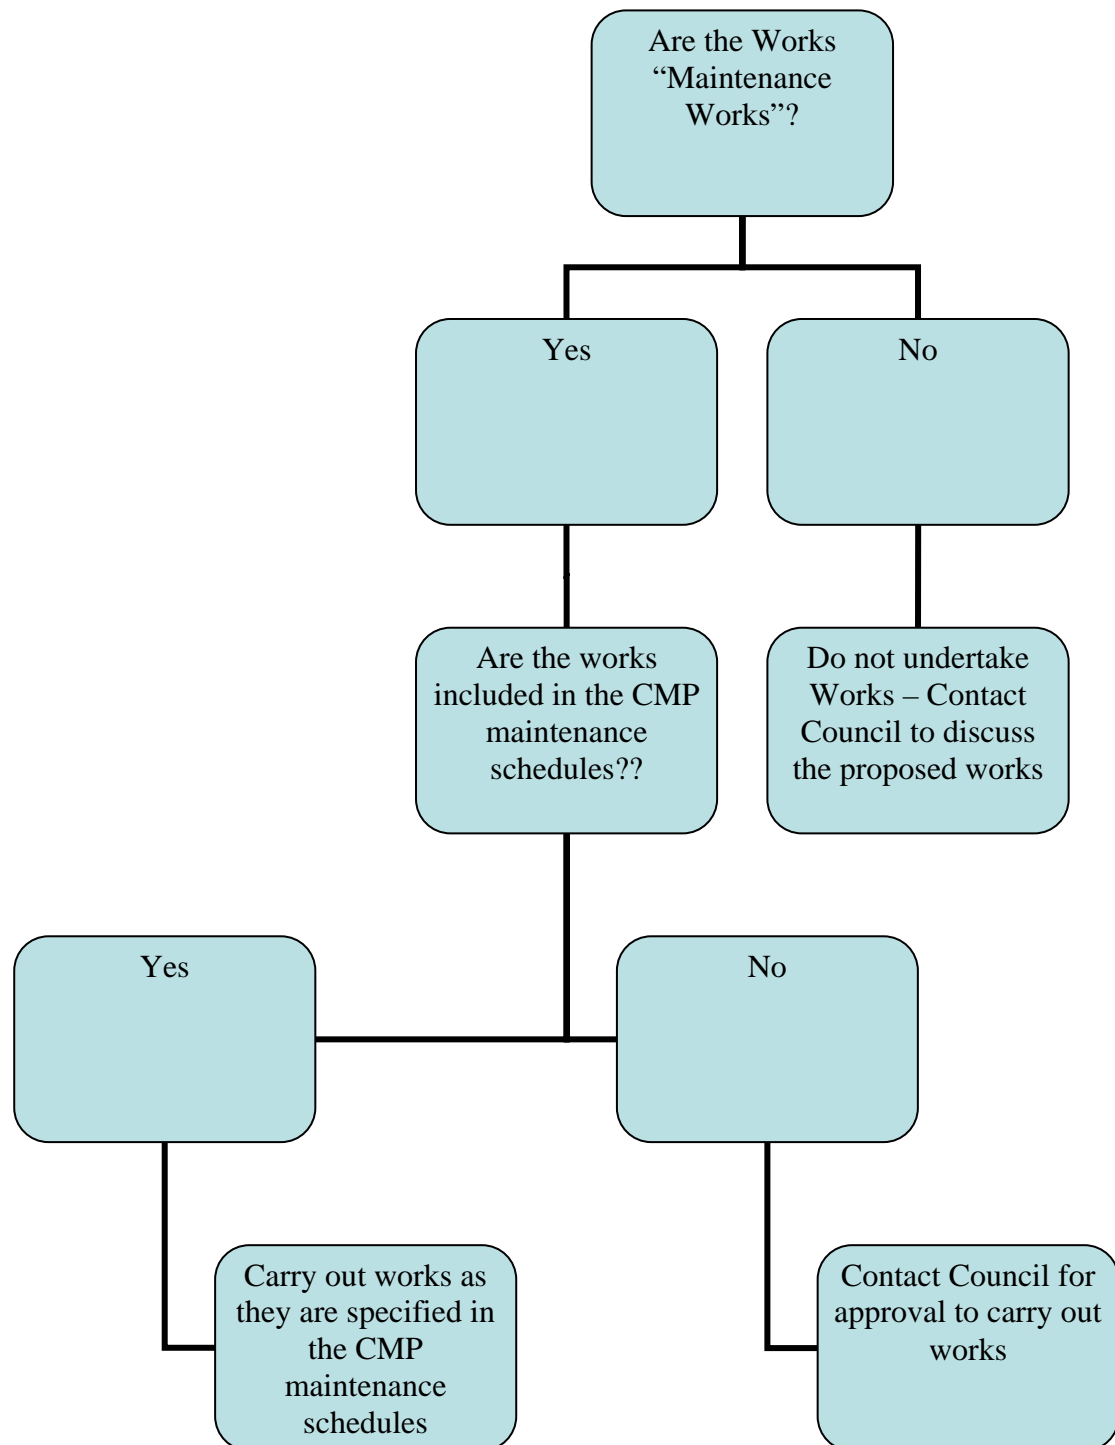 Are the Works
“Maintenance
Works”?
Yes
No
Are the works
included in the CMP
maintenance
schedules??
Do not undertake
Works – Contact
Council to discuss
the proposed works
Yes
No
Carry out works as
they are specified in
the CMP
maintenance
schedules
Contact Council for
approval to carry out
works